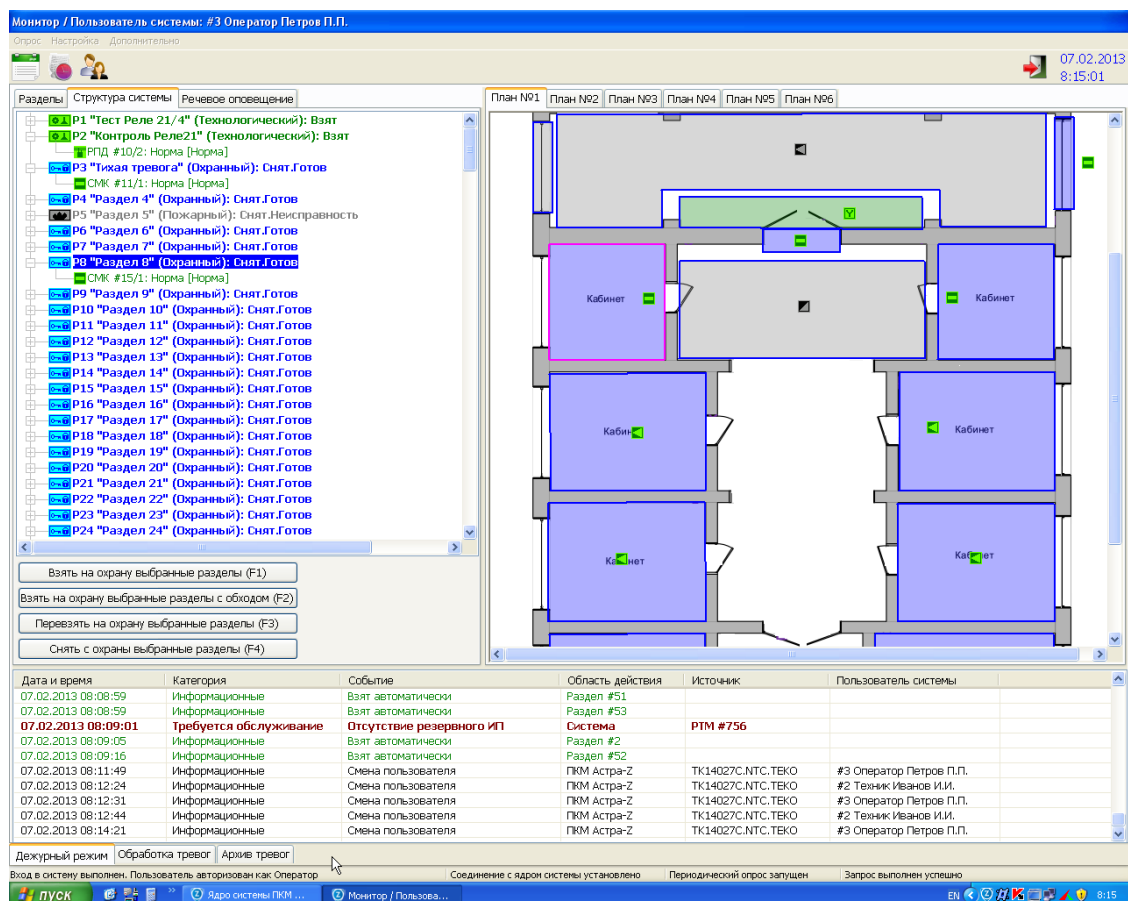 Монитор / Пользователь системы: #3 Оператор Петров П.П.
Опрос Настройка Дополнительно
07.02.2013
8:15:01
Разделы Структура системы Речевое оповещение
P1 "Тест Реле 21/4" (Технологический): Взят
P2 "Контроль Реле21" (Технологический): Взят
РПД #10/2: Норма [Норма]
P3 "Тихая тревога" (Охранный): Снят.Готов
СМК #11/1: Норма [Норма]
P4 "Раздел 4" (Охранный): Снят.Готов
P5 "Раздел 5" (Пожарный): Снят.Неисправность
P6 "Раздел 6" (Охранный): Снят.Готов
P7 "Раздел 7" (Охранный): Снят.Готов
P8 "Раздел 8" (Охранный): Снят.Готов
СМК #15/1: Норма [Норма]
P9 "Раздел 9" (Охранный): Снят.Готов
P10 "Раздел 10" (Охранный): Снят.Готов
P11 "Раздел 11" (Охранный): Снят.Готов
P12 "Раздел 12" (Охранный): Снят.Готов
P13 "Раздел 13" (Охранный): Снят.Готов
P14 "Раздел 14" (Охранный): Снят.Готов
P15 "Раздел 15" (Охранный): Снят.Готов
P16 "Раздел 16" (Охранный): Снят.Готов
P17 "Раздел 17" (Охранный): Снят.Готов
P18 "Раздел 18" (Охранный): Снят.Готов
P19 "Раздел 19" (Охранный): Снят.Готов
P20 "Раздел 20" (Охранный): Снят.Готов
P21 "Раздел 21" (Охранный): Снят.Готов
P22 "Раздел 22" (Охранный): Снят.Готов
P23 "Раздел 23" (Охранный): Снят.Готов
P24 "Раздел 24" (Охранный): Снят.Готов
Взять на охрану выбранные разделы (F1)
Взять на охрану выбранные разделы с обходом (F2)
Перевзять на охрану выбранные разделы (F3)
Снять с охраны выбранные разделы (F4)
План №1 План №2 План №3 План №4 План №5 План №6
Y
Кабинет Кабинет
Кабинет
Кабинет
Кабинет
Кабинет
Дата и время Категория Событие Область действия Источник Пользователь системы
07.02.2013 08:08:59 Информационные Взят автоматически Раздел #51
07.02.2013 08:08:59 Информационные Взят автоматически Раздел #53
07.02.2013 08:09:01 Требуется обслуживание Отсутствие резервного ИП Система РТМ #756
07.02.2013 08:09:05 Информационные Взят автоматически Раздел #2
07.02.2013 08:09:16 Информационные Взят автоматически Раздел #52
07.02.2013 08:11:49 Информационные Смена пользователя ПКМ Астра-Z TK14027C.NTC.TEKO #3 Оператор Петров П.П.
07.02.2013 08:12:24 Информационные Смена пользователя ПКМ Астра-Z TK14027C.NTC.TEKO #2 Техник Иванов И.И.
07.02.2013 08:12:31 Информационные Смена пользователя ПКМ Астра-Z TK14027C.NTC.TEKO #3 Оператор Петров П.П.
07.02.2013 08:12:44 Информационные Смена пользователя ПКМ Астра-Z TK14027C.NTC.TEKO #2 Техник Иванов И.И.
07.02.2013 08:14:21 Информационные Смена пользователя ПКМ Астра-Z TK14027C.NTC.TEKO #3 Оператор Петров П.П.
Дежурный режим Обработка тревог Архив тревог
Вход в систему выполнен. Пользователь авторизован как Оператор Соединение с ядром системы установлено Периодический опрос запущен Запрос выполнен успешно
пуск » Ядро системы ПКМ ... Монитор / Пользова... EN 8:15